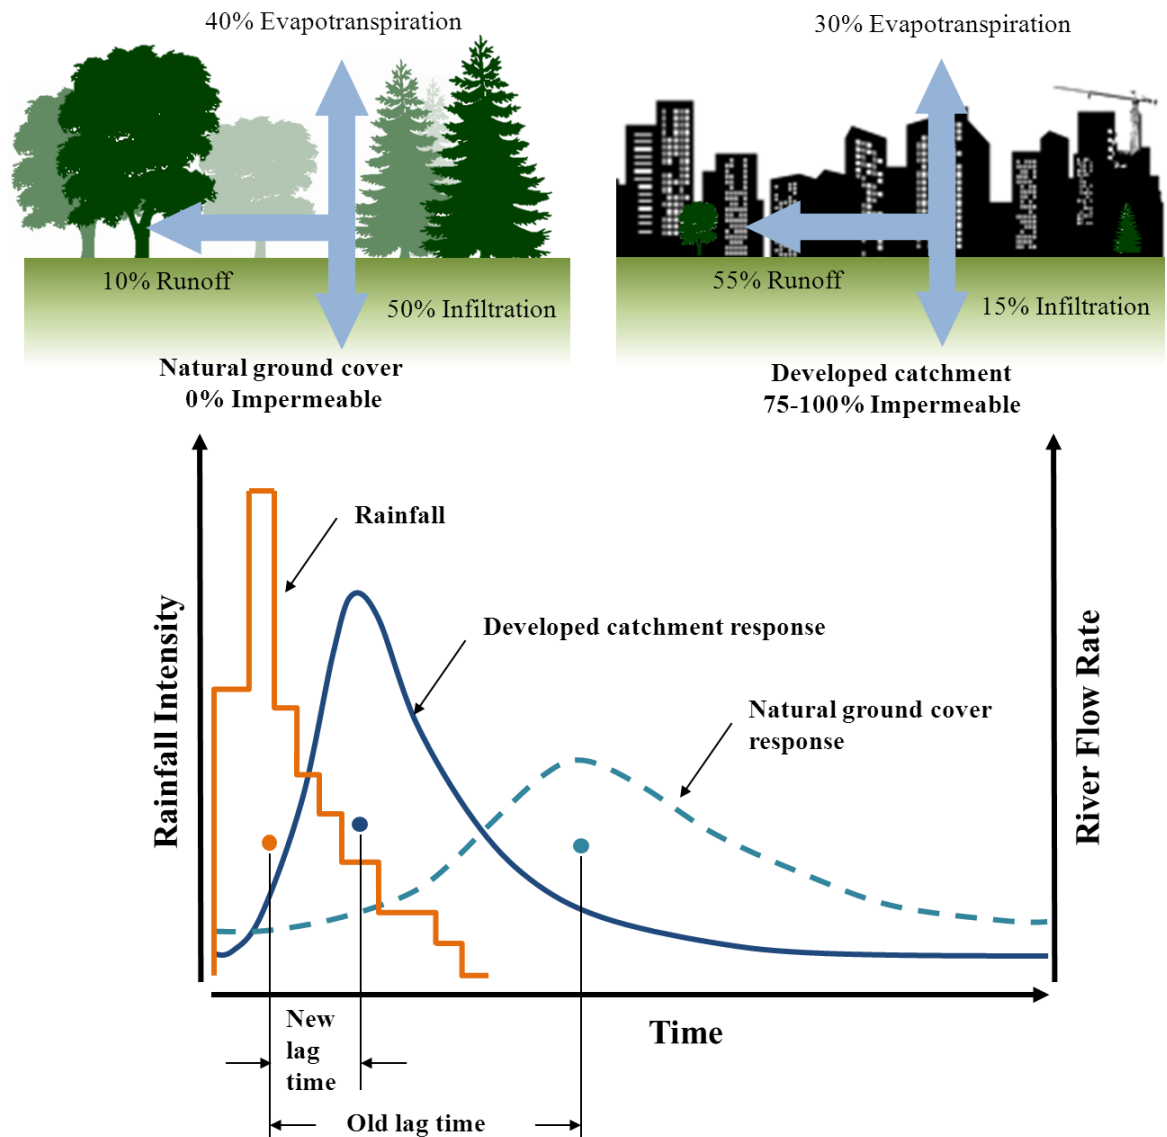 40% Evapotranspiration
30% Evapotranspiration
10% Runoff
50% Infiltration
55% Runoff
15% Infiltration
Natural ground cover
0% Impermeable
Developed catchment
75-100% Impermeable
Rainfall
Developed catchment response
Natural ground cover
response
Rainfall Intensity
River Flow Rate
Time
New
lag
time
Old lag time